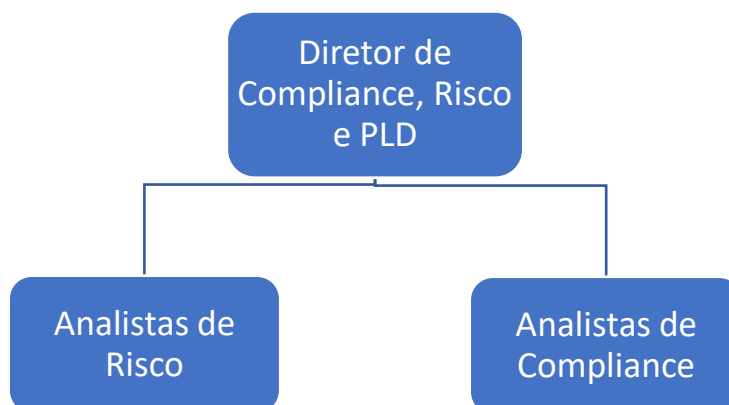 Diretor de
Compliance, Risco
e PLD
Analistas de
Risco
Analistas de
Compliance